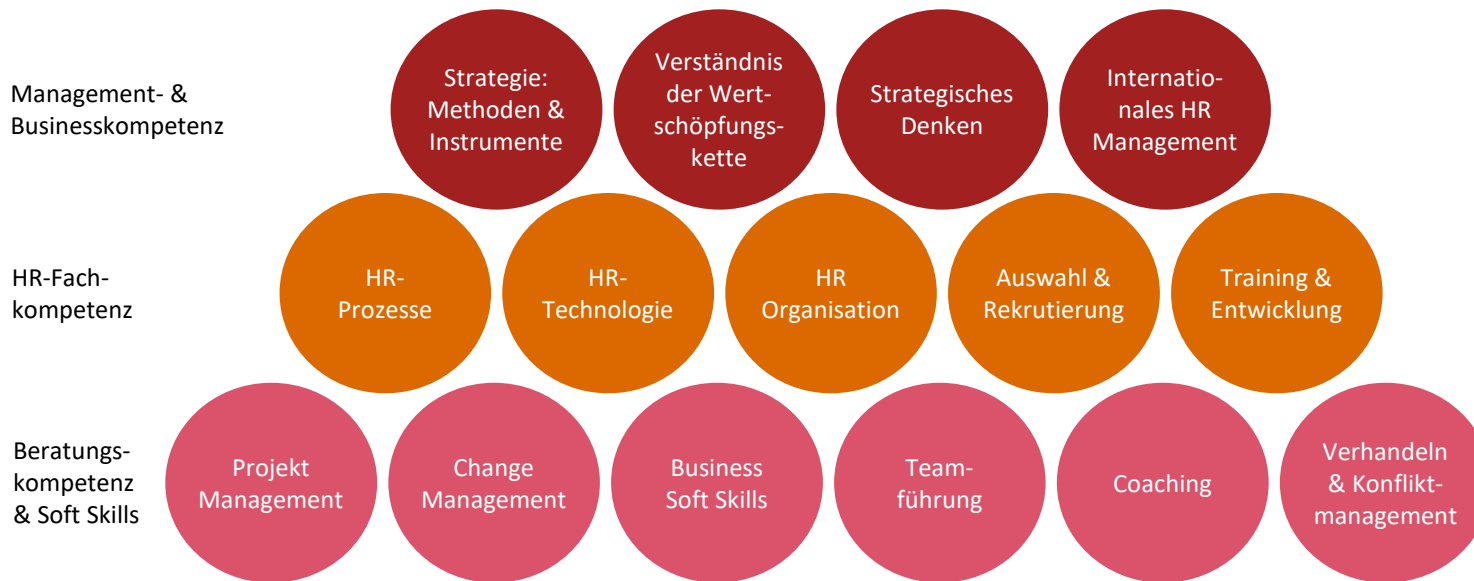 Management- &
Businesskompetenz
Strategie:
Methoden &
Instrumente
Verständnis
der Wert-
schöpfungs-
kette
Strategisches
Denken
Internatio-
nales HR
Management
HR-Fach-
kompetenz
HR-
Prozesse
HR-
Technologie
HR
Organisation
Auswahl &
Rekrutierung
Training &
Entwicklung
Beratungs-
kompetenz
& Soft Skills
Projekt
Management
Change
Management
Business
Soft Skills
Team-
führung
Coaching
Verhandeln
& Konflikt-
management